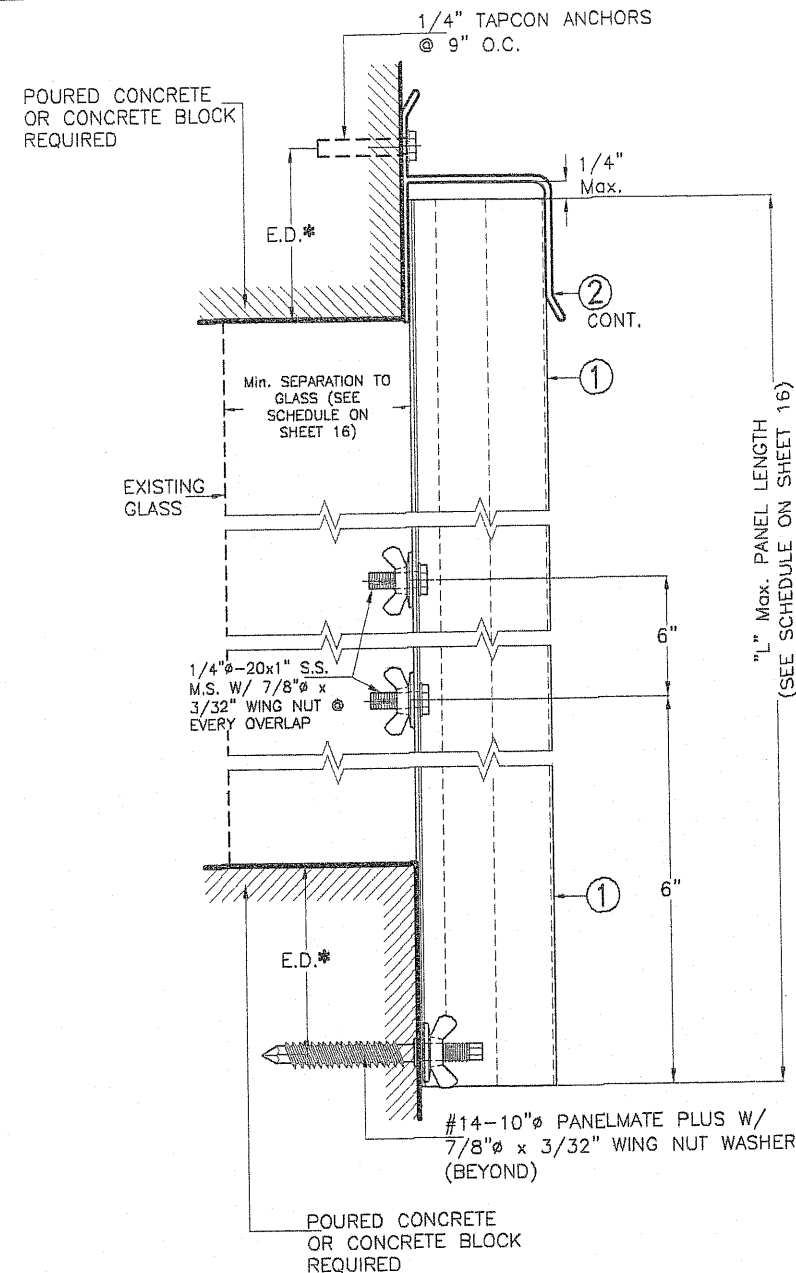 1/4" TAPCON ANCHORS
@ 9" O.C.
POURED CONCRETE
OR CONCRETE BLOCK
REQUIRED
1/4"
Max.
E.D.*
2
CONT.
1
Min. SEPARATION TO
GLASS (SEE
SCHEDULE ON
SHEET 16)
EXISTING
GLASS
"L" Max. PANEL LENGTH
(SEE SCHEDULE ON SHEET 16)
6"
1/4"ø-20x1" S.S.
M.S. W/ 7/8"ø x
3/32" WING NUT @
EVERY OVERLAP
6"
1
E.D.*
#14-10"ø PANELMATE PLUS W/
7/8"ø x 3/32" WING NUT WASHER
(BEYOND)
POURED CONCRETE
OR CONCRETE BLOCK
REQUIRED